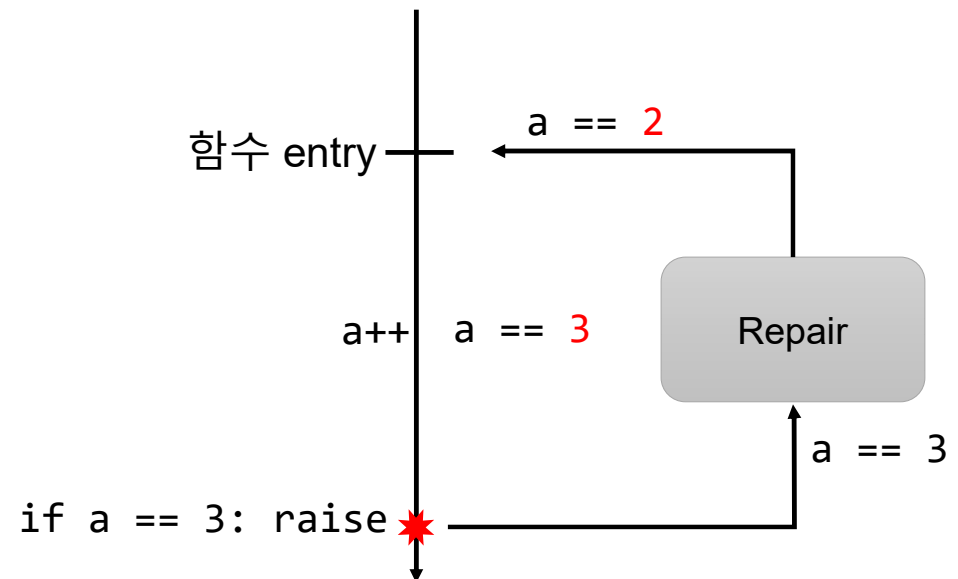 a == 2
함수 entry
a++
a == 3
Repair
a == 3
if a == 3: raise